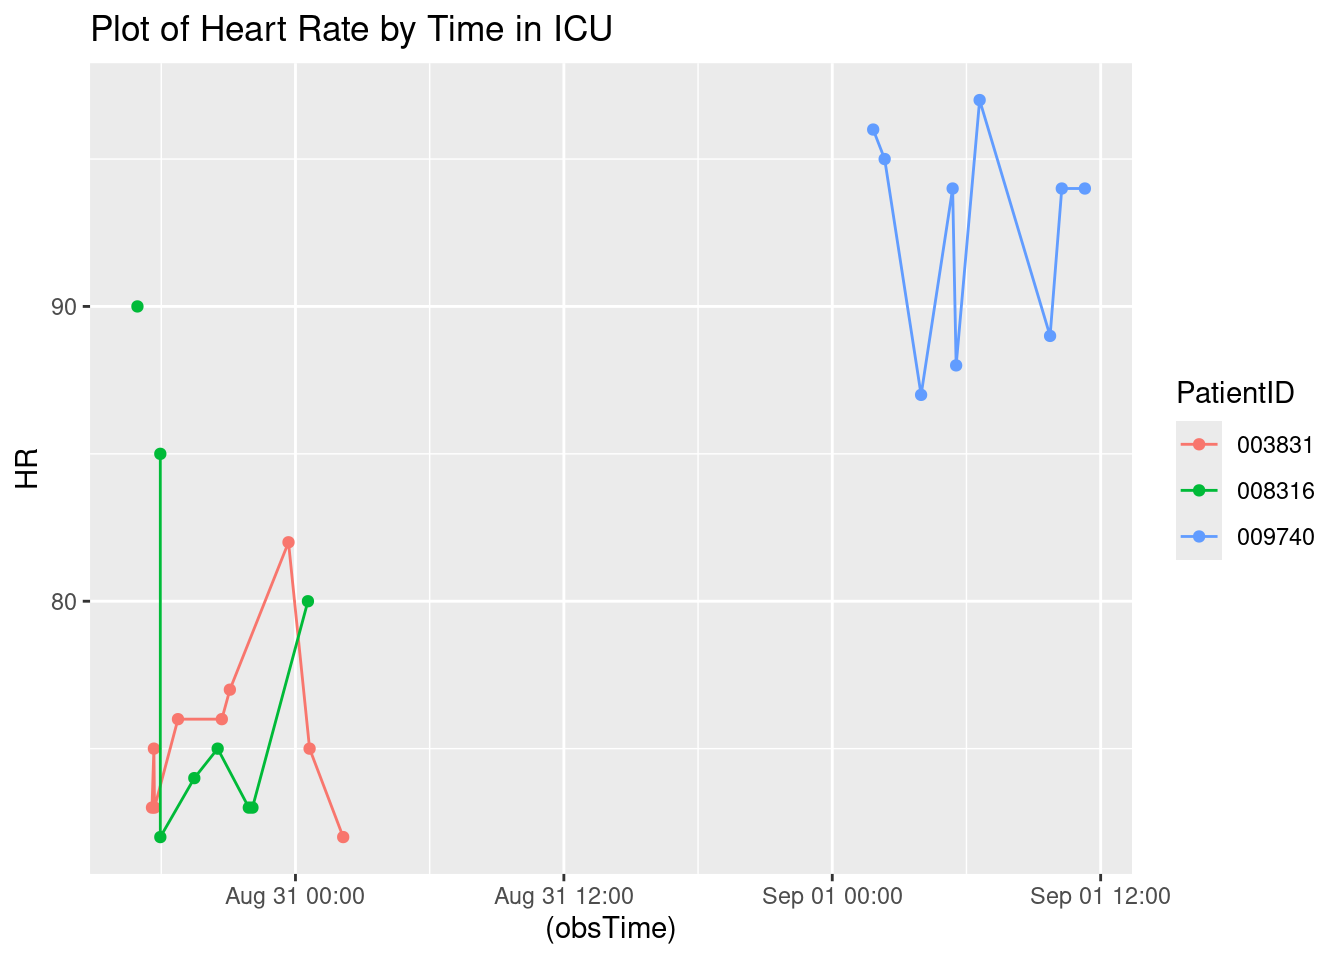 Plot of Heart Rate by Time in ICU
HR
90
80
Aug 31 00:00
Aug 31 12:00
Sep 01 00:00
Sep 01 12:00
(obsTime)
PatientID
003831
008316
009740